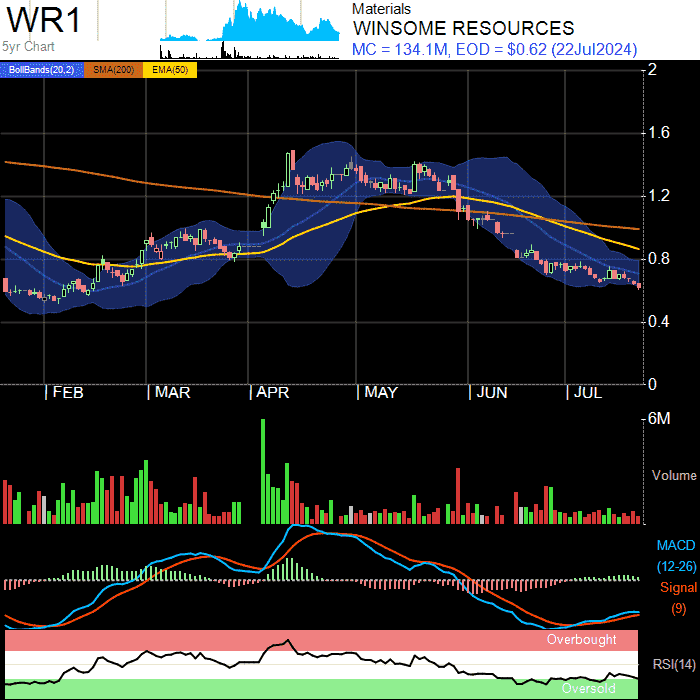 WR1
5yr Chart
Materials
WINSOME RESOURCES
MC = 134.1M, EOD = $0.62 (22Jul2024)
BollBands(20,2) SMA(200) EMA(50)
2
1.6
1.2
0.8
0.4
0
FEB MAR APR MAY JUN JUL
6M
Volume
MACD
(12-26)
Signal
(9)
Overbought
RSI(14)
Oversold